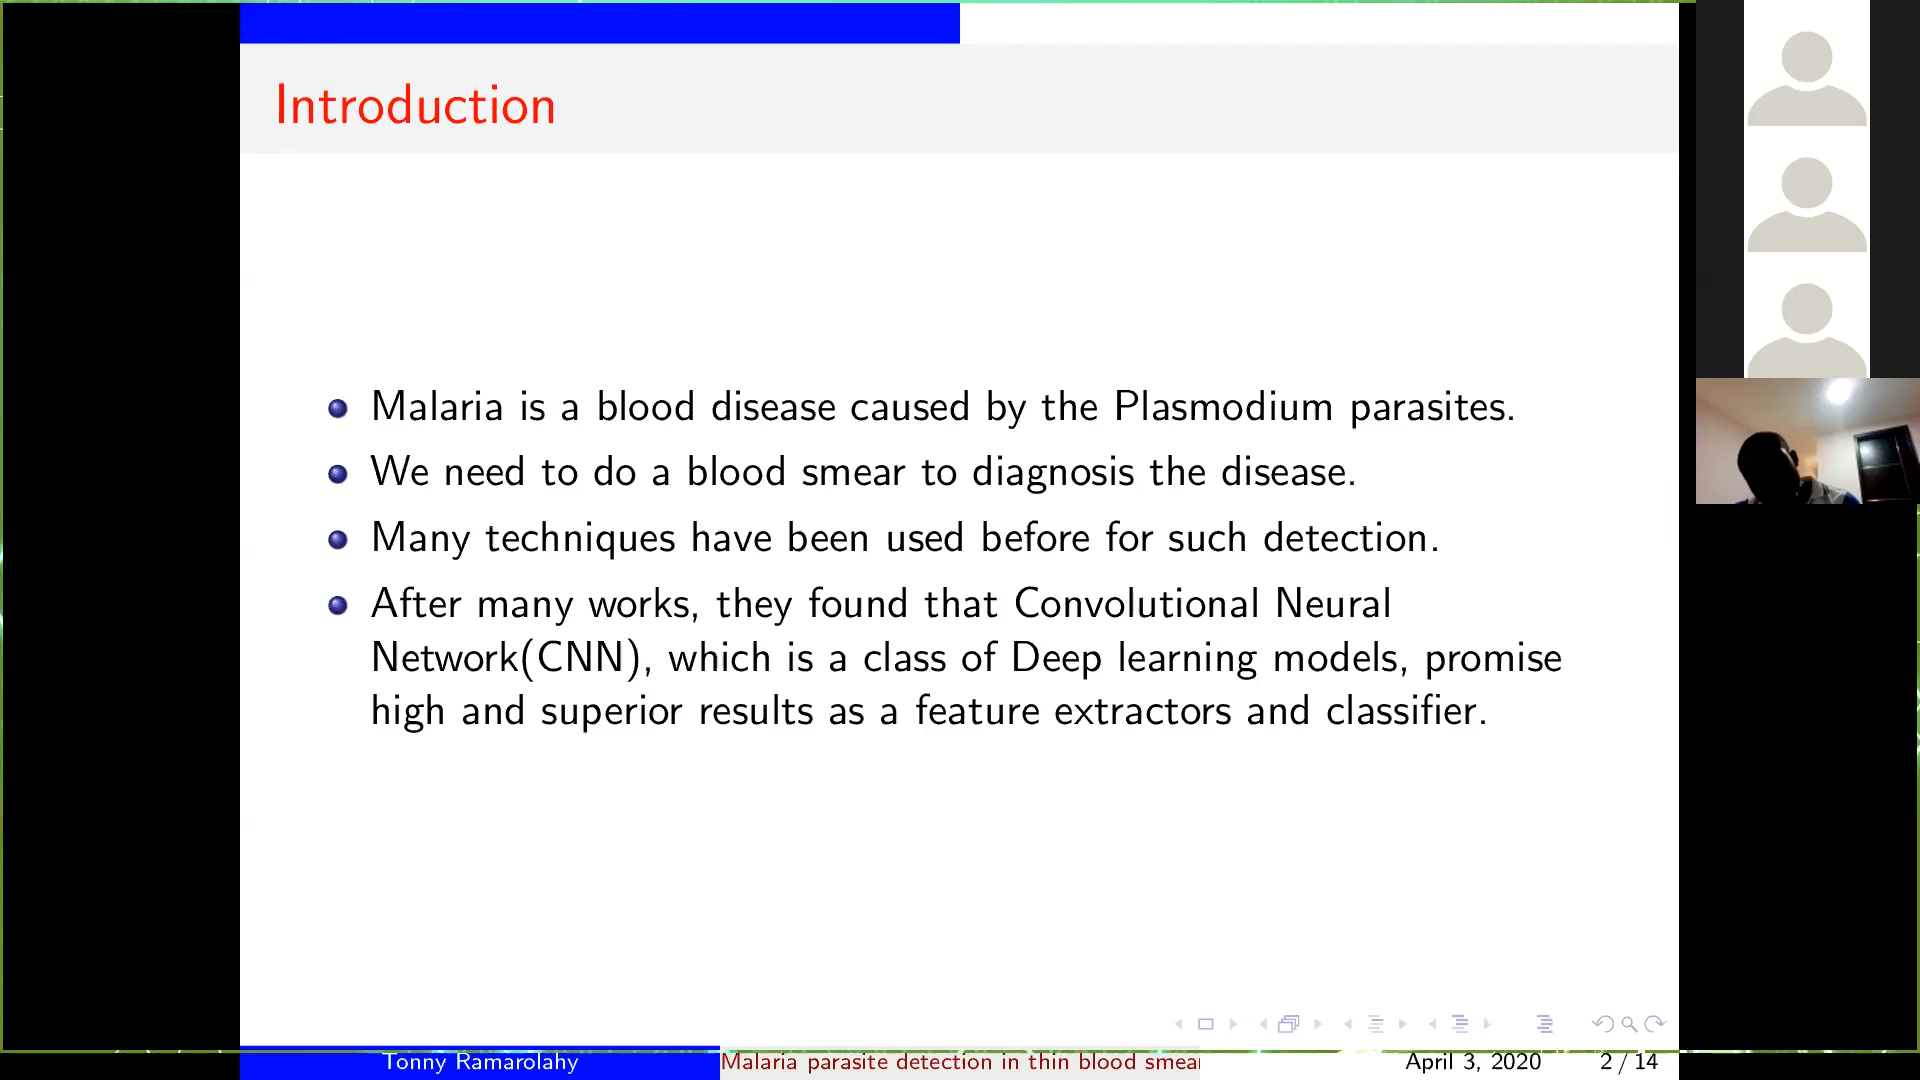 Introduction
Malaria is a blood disease caused by the Plasmodium parasites.
We need to do a blood smear to diagnosis the disease.
Many techniques have been used before for such detection.
After many works, they found that Convolutional Neural
Network(CNN), which is a class of Deep learning models, promise
high and superior results as a feature extractors and classifier.
Tonny Ramarolahy
Malaria parasite detection in thin blood smear
April 3, 2020
2 / 14